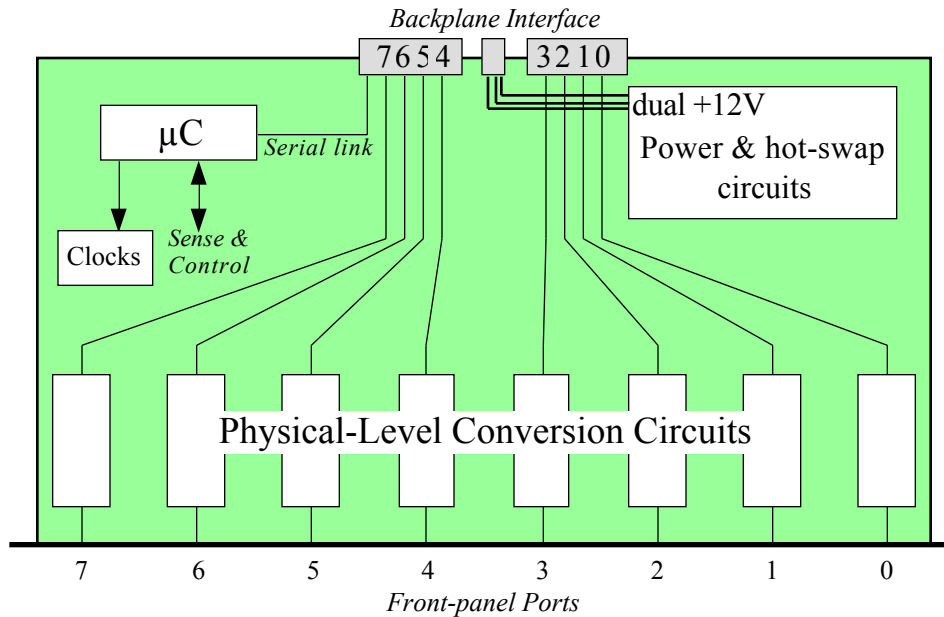 Backplane Interface
7654
3210
dual +12V
Power & hot-swap
circuits
µC
Serial link
Clocks
Sense &
Control
Physical-Level Conversion Circuits
7 6 5 4 3 2 1 0
Front-panel Ports